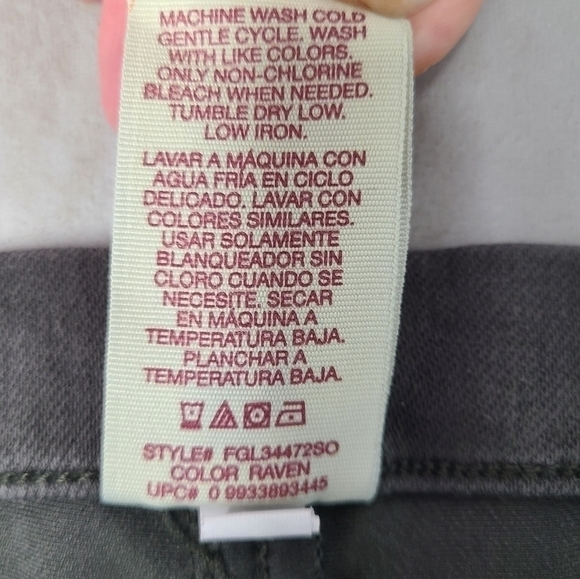 MACHINE WASH COLD
GENTLE CYCLE. WASH
WITH LIKE COLORS.
ONLY NON-CHLORINE
BLEACH WHEN NEEDED.
TUMBLE DRY LOW.
LOW IRON.
LAVAR A MÁQUINA CON
AGUA FRÍA EN CICLO
DELICADO. LAVAR CON
COLORES SIMILARES.
USAR SOLAMENTE
BLANQUEADOR SIN
CLORO CUANDO SE
NECESITE. SECAR
EN MÁQUINA A
TEMPERATURA BAJA.
PLANCHAR A
TEMPERATURA BAJA.
STYLE# FGL34472SO
COLOR RAVEN
UPC# 0 9933893445